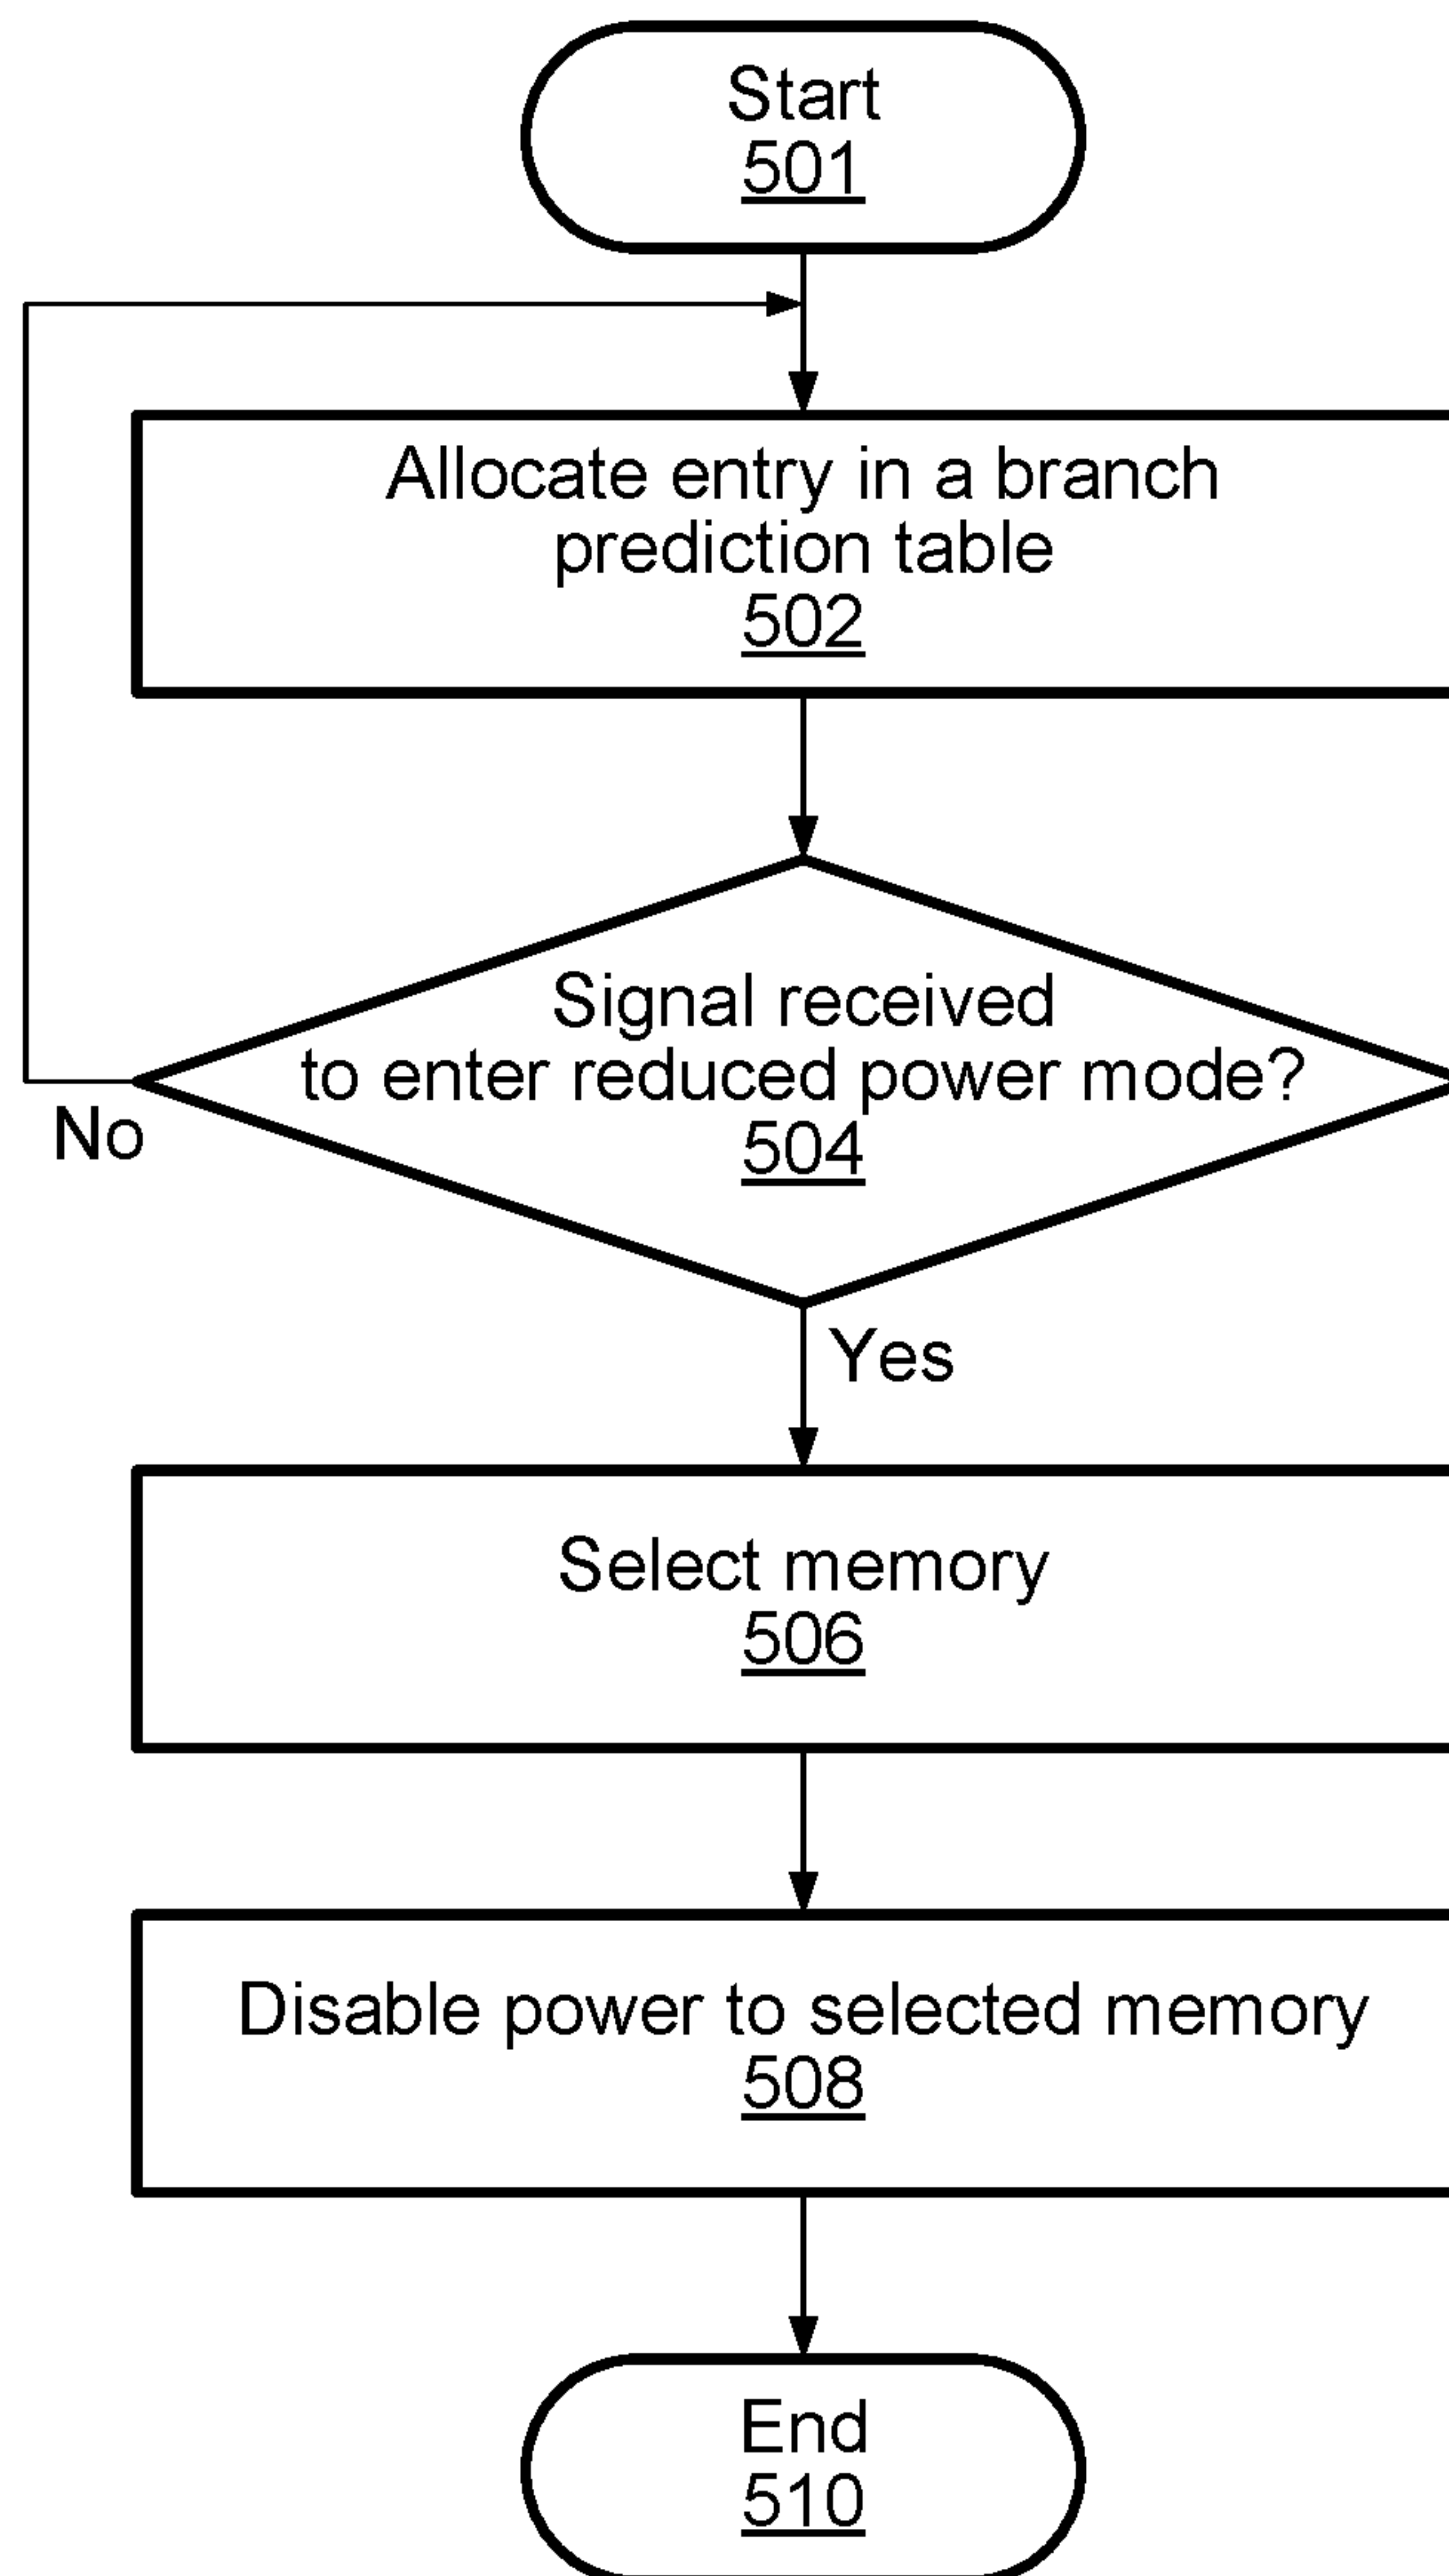 Start
501
Allocate entry in a branch
prediction table
502
Signal received
to enter reduced power mode?
504
No
Yes
Select memory
506
Disable power to selected memory
508
End
510